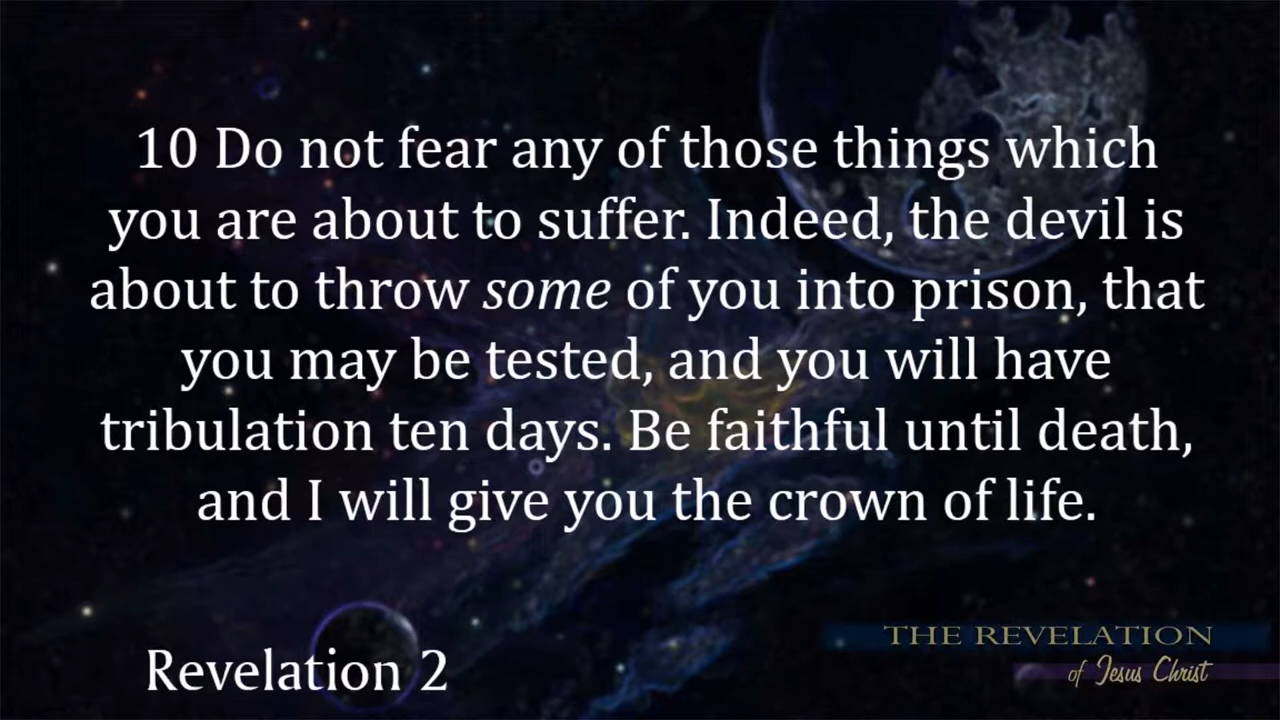 10 Do not fear any of those things which
you are about to suffer. Indeed, the devil is
about to throw some of you into prison, that
you may be tested, and you will have
tribulation ten days. Be faithful until death,
and I will give you the crown of life.
Revelation 2
THE REVELATION
of Jesus Christ